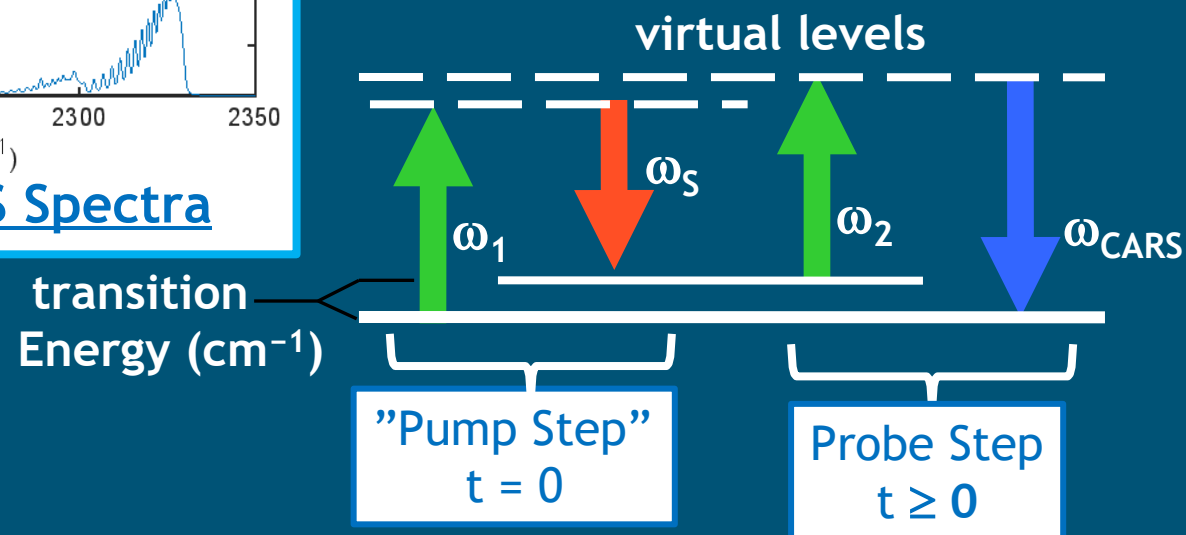 virtual levels
2300 2350
-1)
S Spectra
ω1
ωS
ω2
ωCARS
transition
Energy (cm⁻¹)
”Pump Step”
t = 0
Probe Step
t ≥ 0